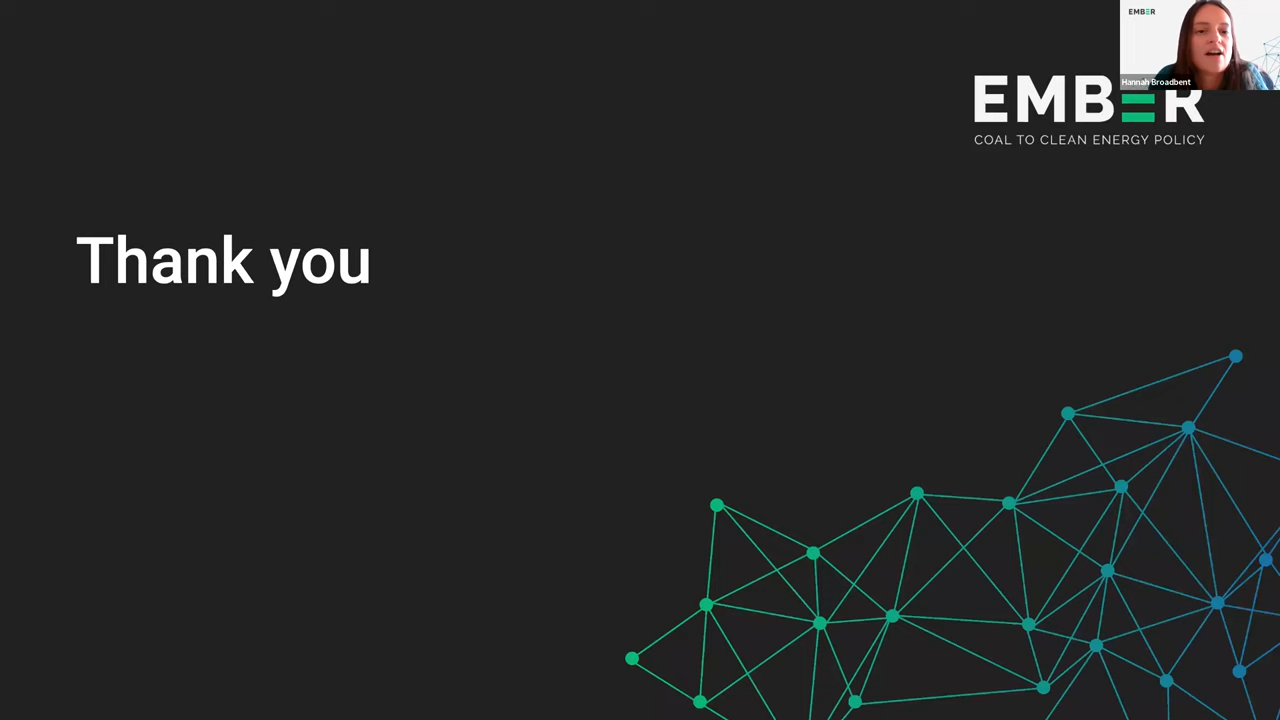 EMBER
Hannah Broadbent
EMBER
COAL TO CLEAN ENERGY POLICY
Thank you